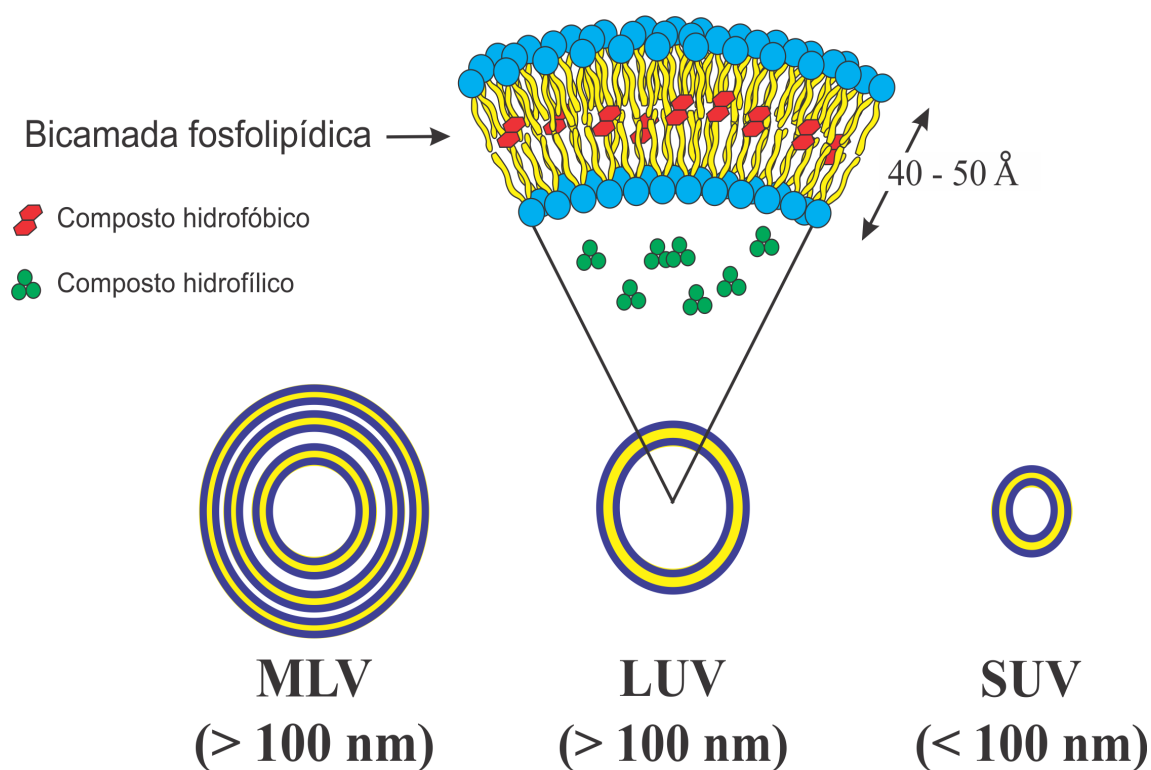 Bicamada fosfolipídica
40 - 50 Å
Composto hidrofóbico
Composto hidrofílico
MLV
(> 100 nm)
LUV
(> 100 nm)
SUV
(< 100 nm)